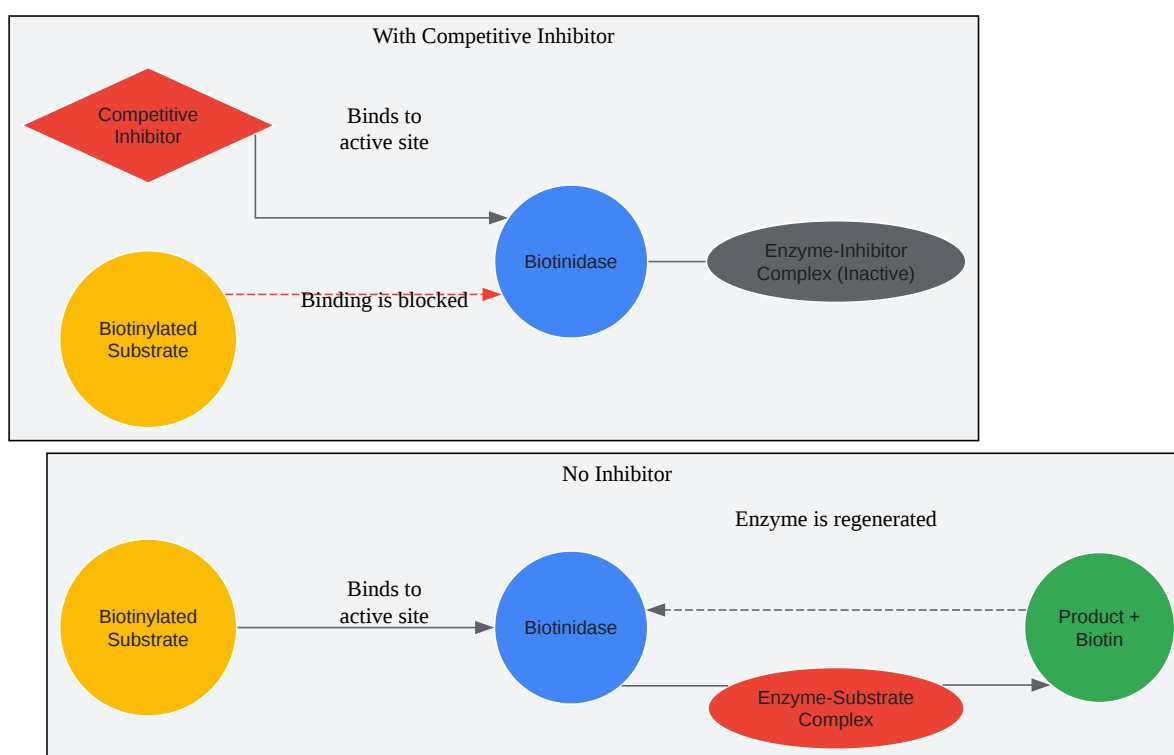 With Competitive Inhibitor
Competitive
Inhibitor
Binds to
active site
Biotinidase
Enzyme-Inhibitor
Complex (Inactive)
Binding is blocked
Biotinylated
Substrate
No Inhibitor
Enzyme is regenerated
Biotinylated
Substrate
Binds to
active site
Biotinidase
Product +
Biotin
Enzyme-Substrate
Complex